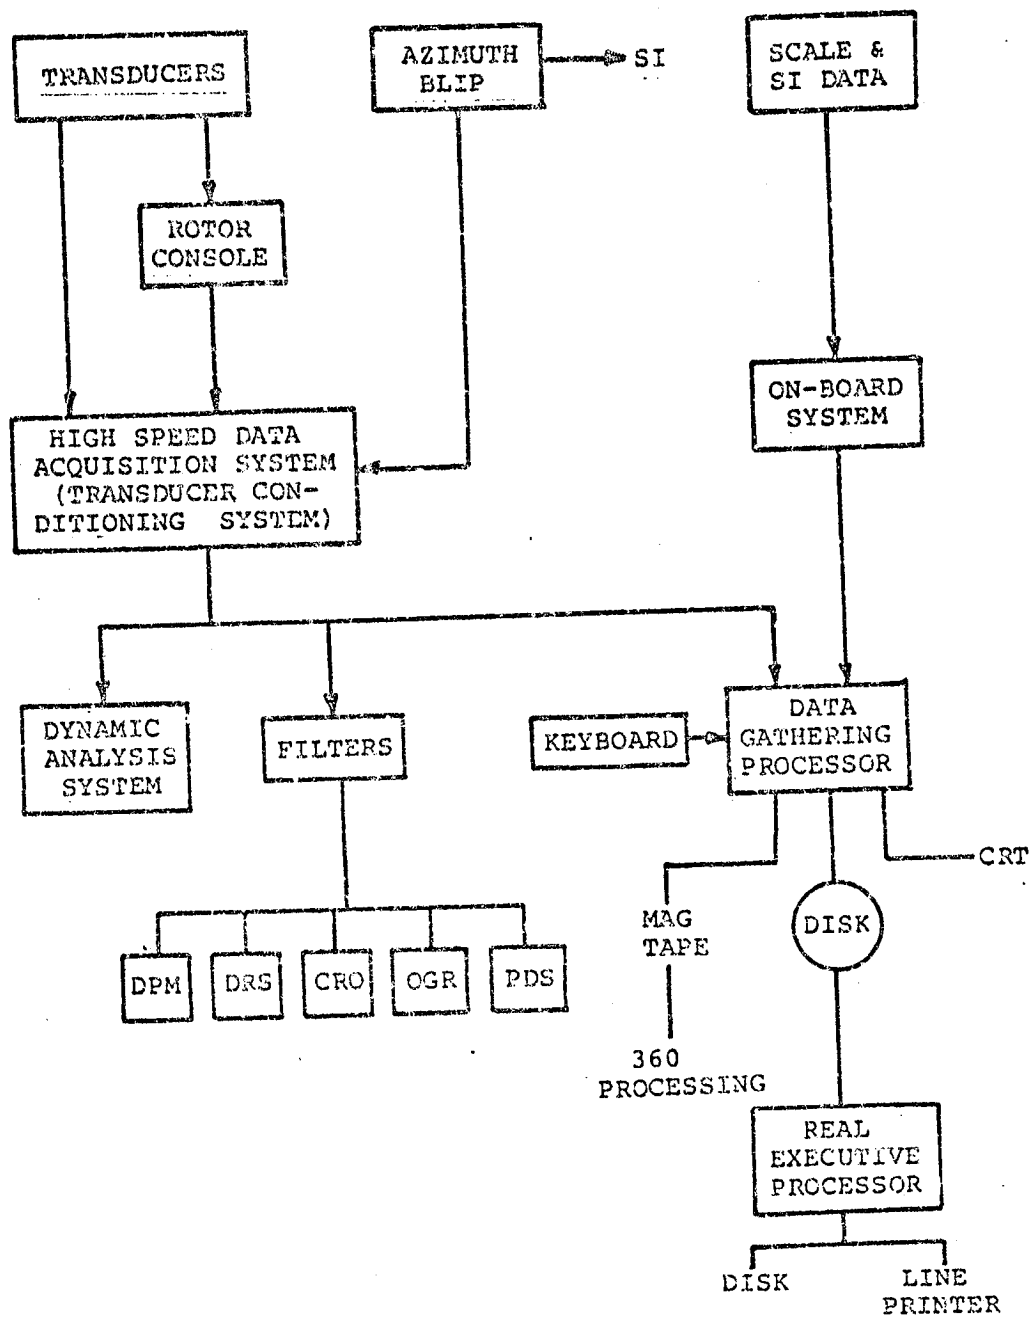 TRANSDUCERS
AZIMUTH
BLIP
SI
SCALE &
SI DATA
ROTOR
CONSOLE
ON-BOARD
SYSTEM
HIGH SPEED DATA
ACQUISITION SYSTEM
(TRANSDUCER CON-
DITIONING SYSTEM)
DYNAMIC
ANALYSIS
SYSTEM
FILTERS
KEYBOARD
DATA
GATHERING
PROCESSOR
CRT
MAG
TAPE
DISK
DPM
DRS
CRO
OGR
PDS
360
PROCESSING
REAL
EXECUTIVE
PROCESSOR
DISK
LINE
PRINTER